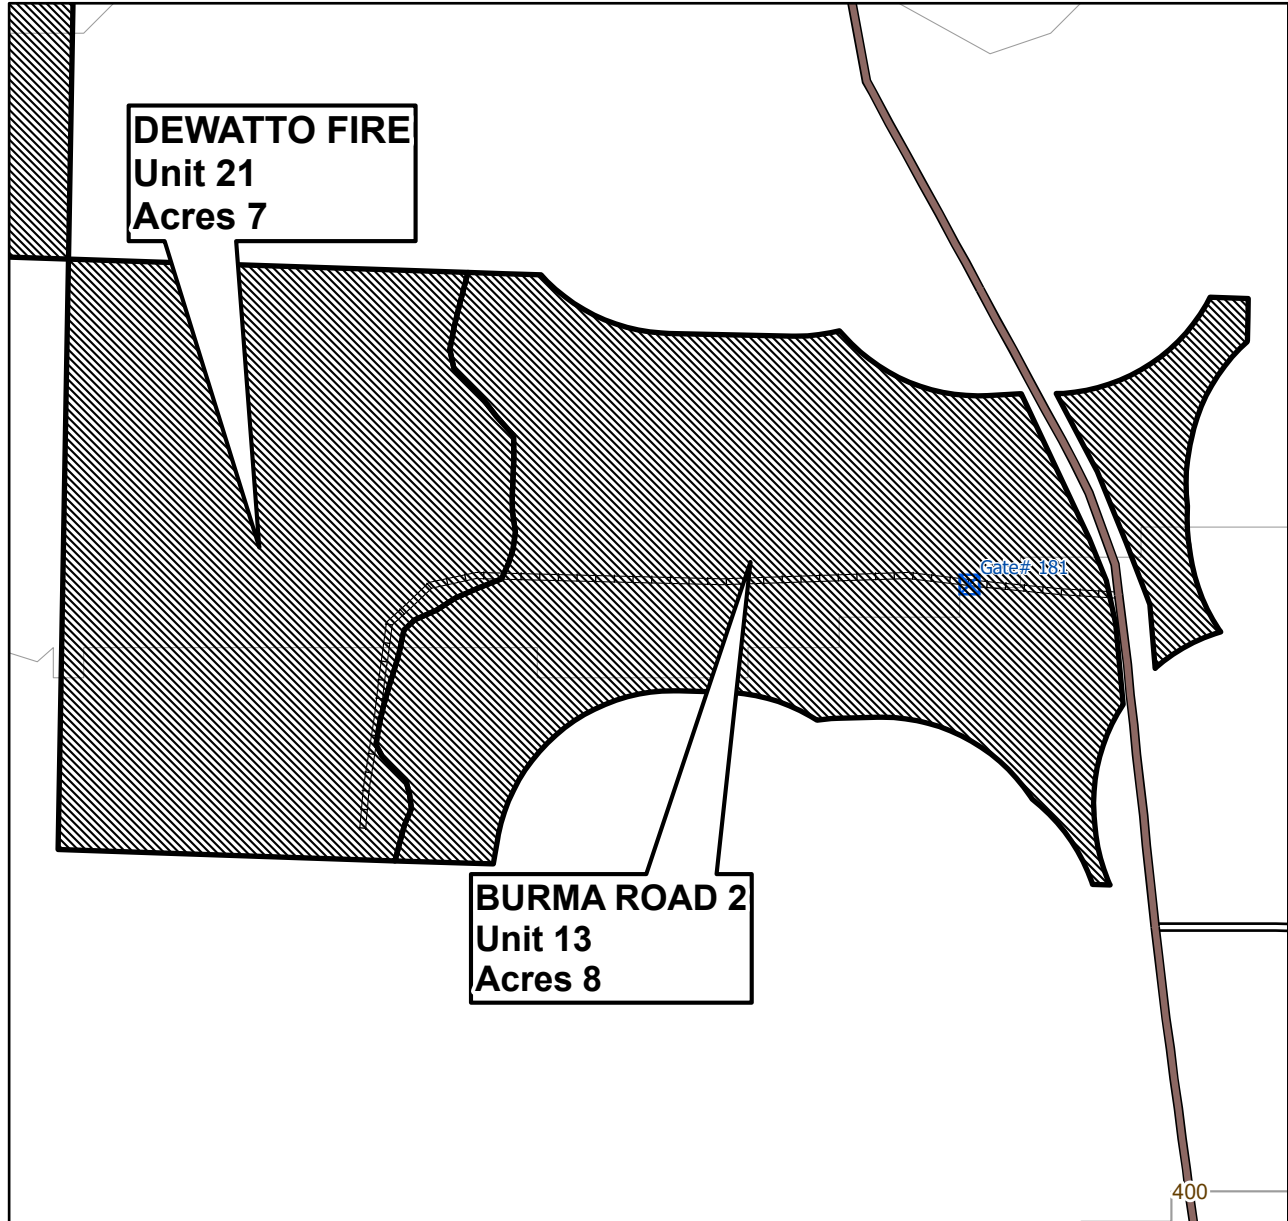 DEWATTO FIRE
Unit 21
Acres 7
Gate# 181
BURMA ROAD 2
Unit 13
Acres 8
400